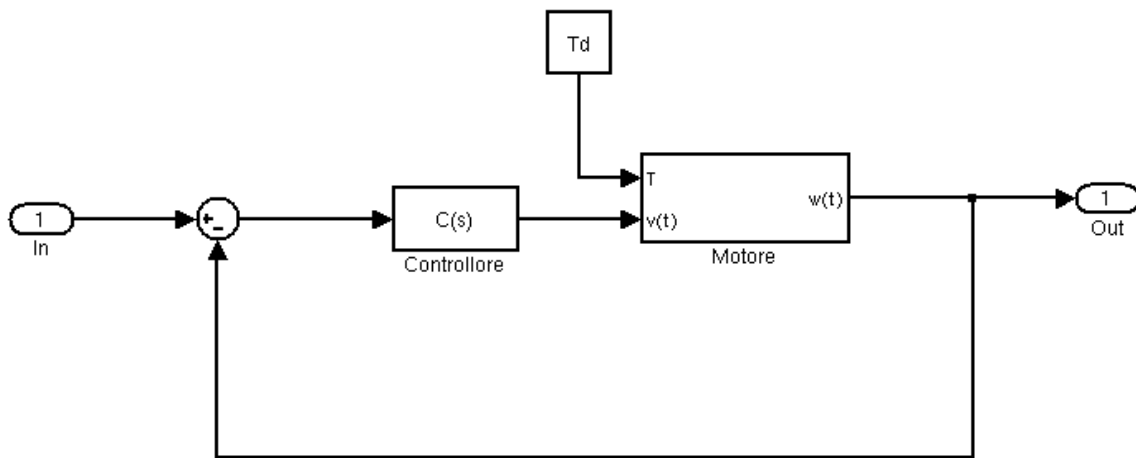 Td
1
In
+
-
C(s)
Controllore
T
v(t)
w(t)
Motore
1
Out